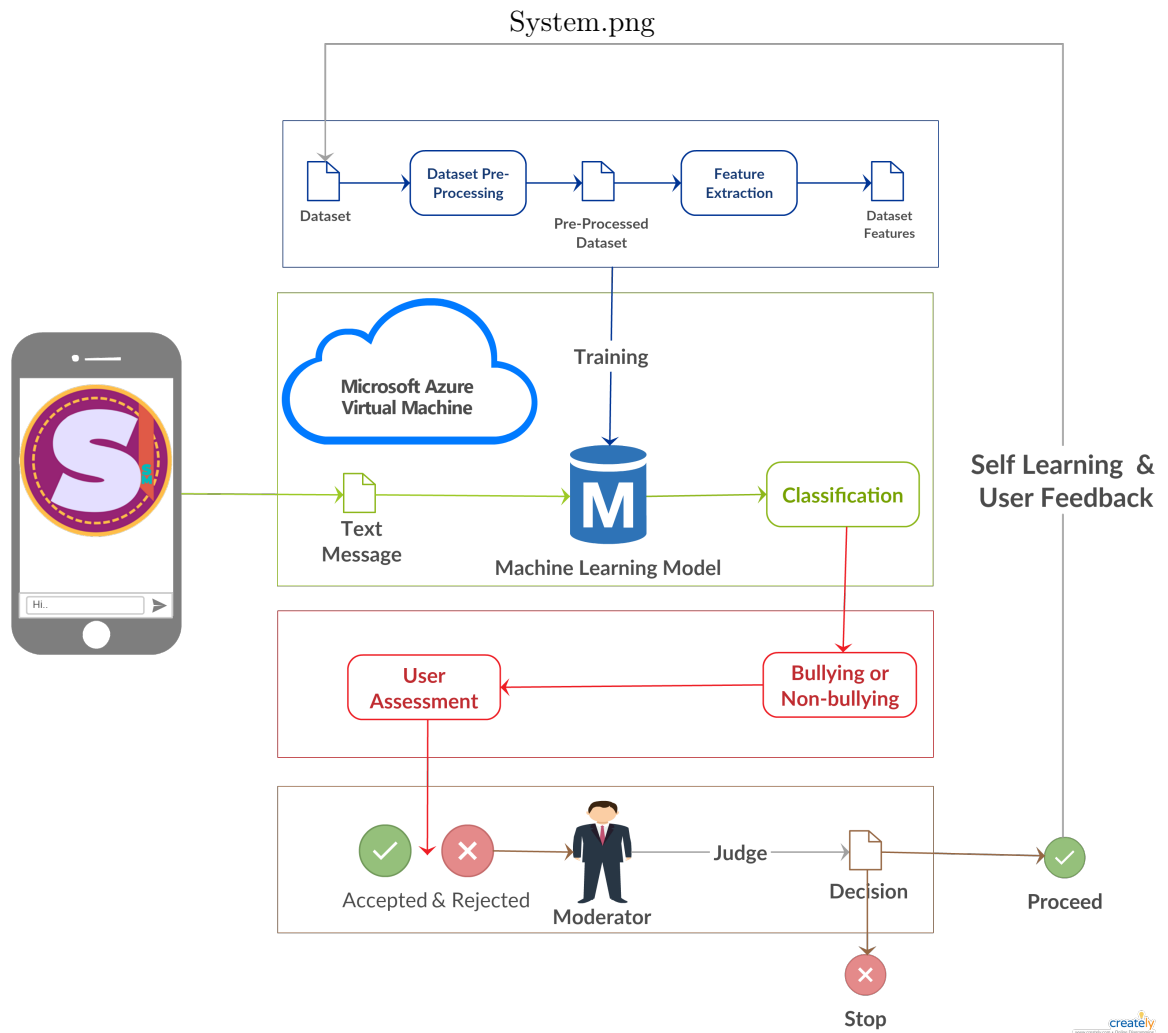 System.png
Dataset Pre-
Processing
Feature
Extraction
Dataset
Pre-Processed
Dataset
Dataset
Features
Training
Microsoft Azure
Virtual Machine
Self Learning &
User Feedback
S
M
Classification
Text
Message
Machine Learning Model
Hi..
User
Assessment
Bullying or
Non-bullying
Judge
Accepted & Rejected
Moderator
Decision
Proceed
Stop
creately